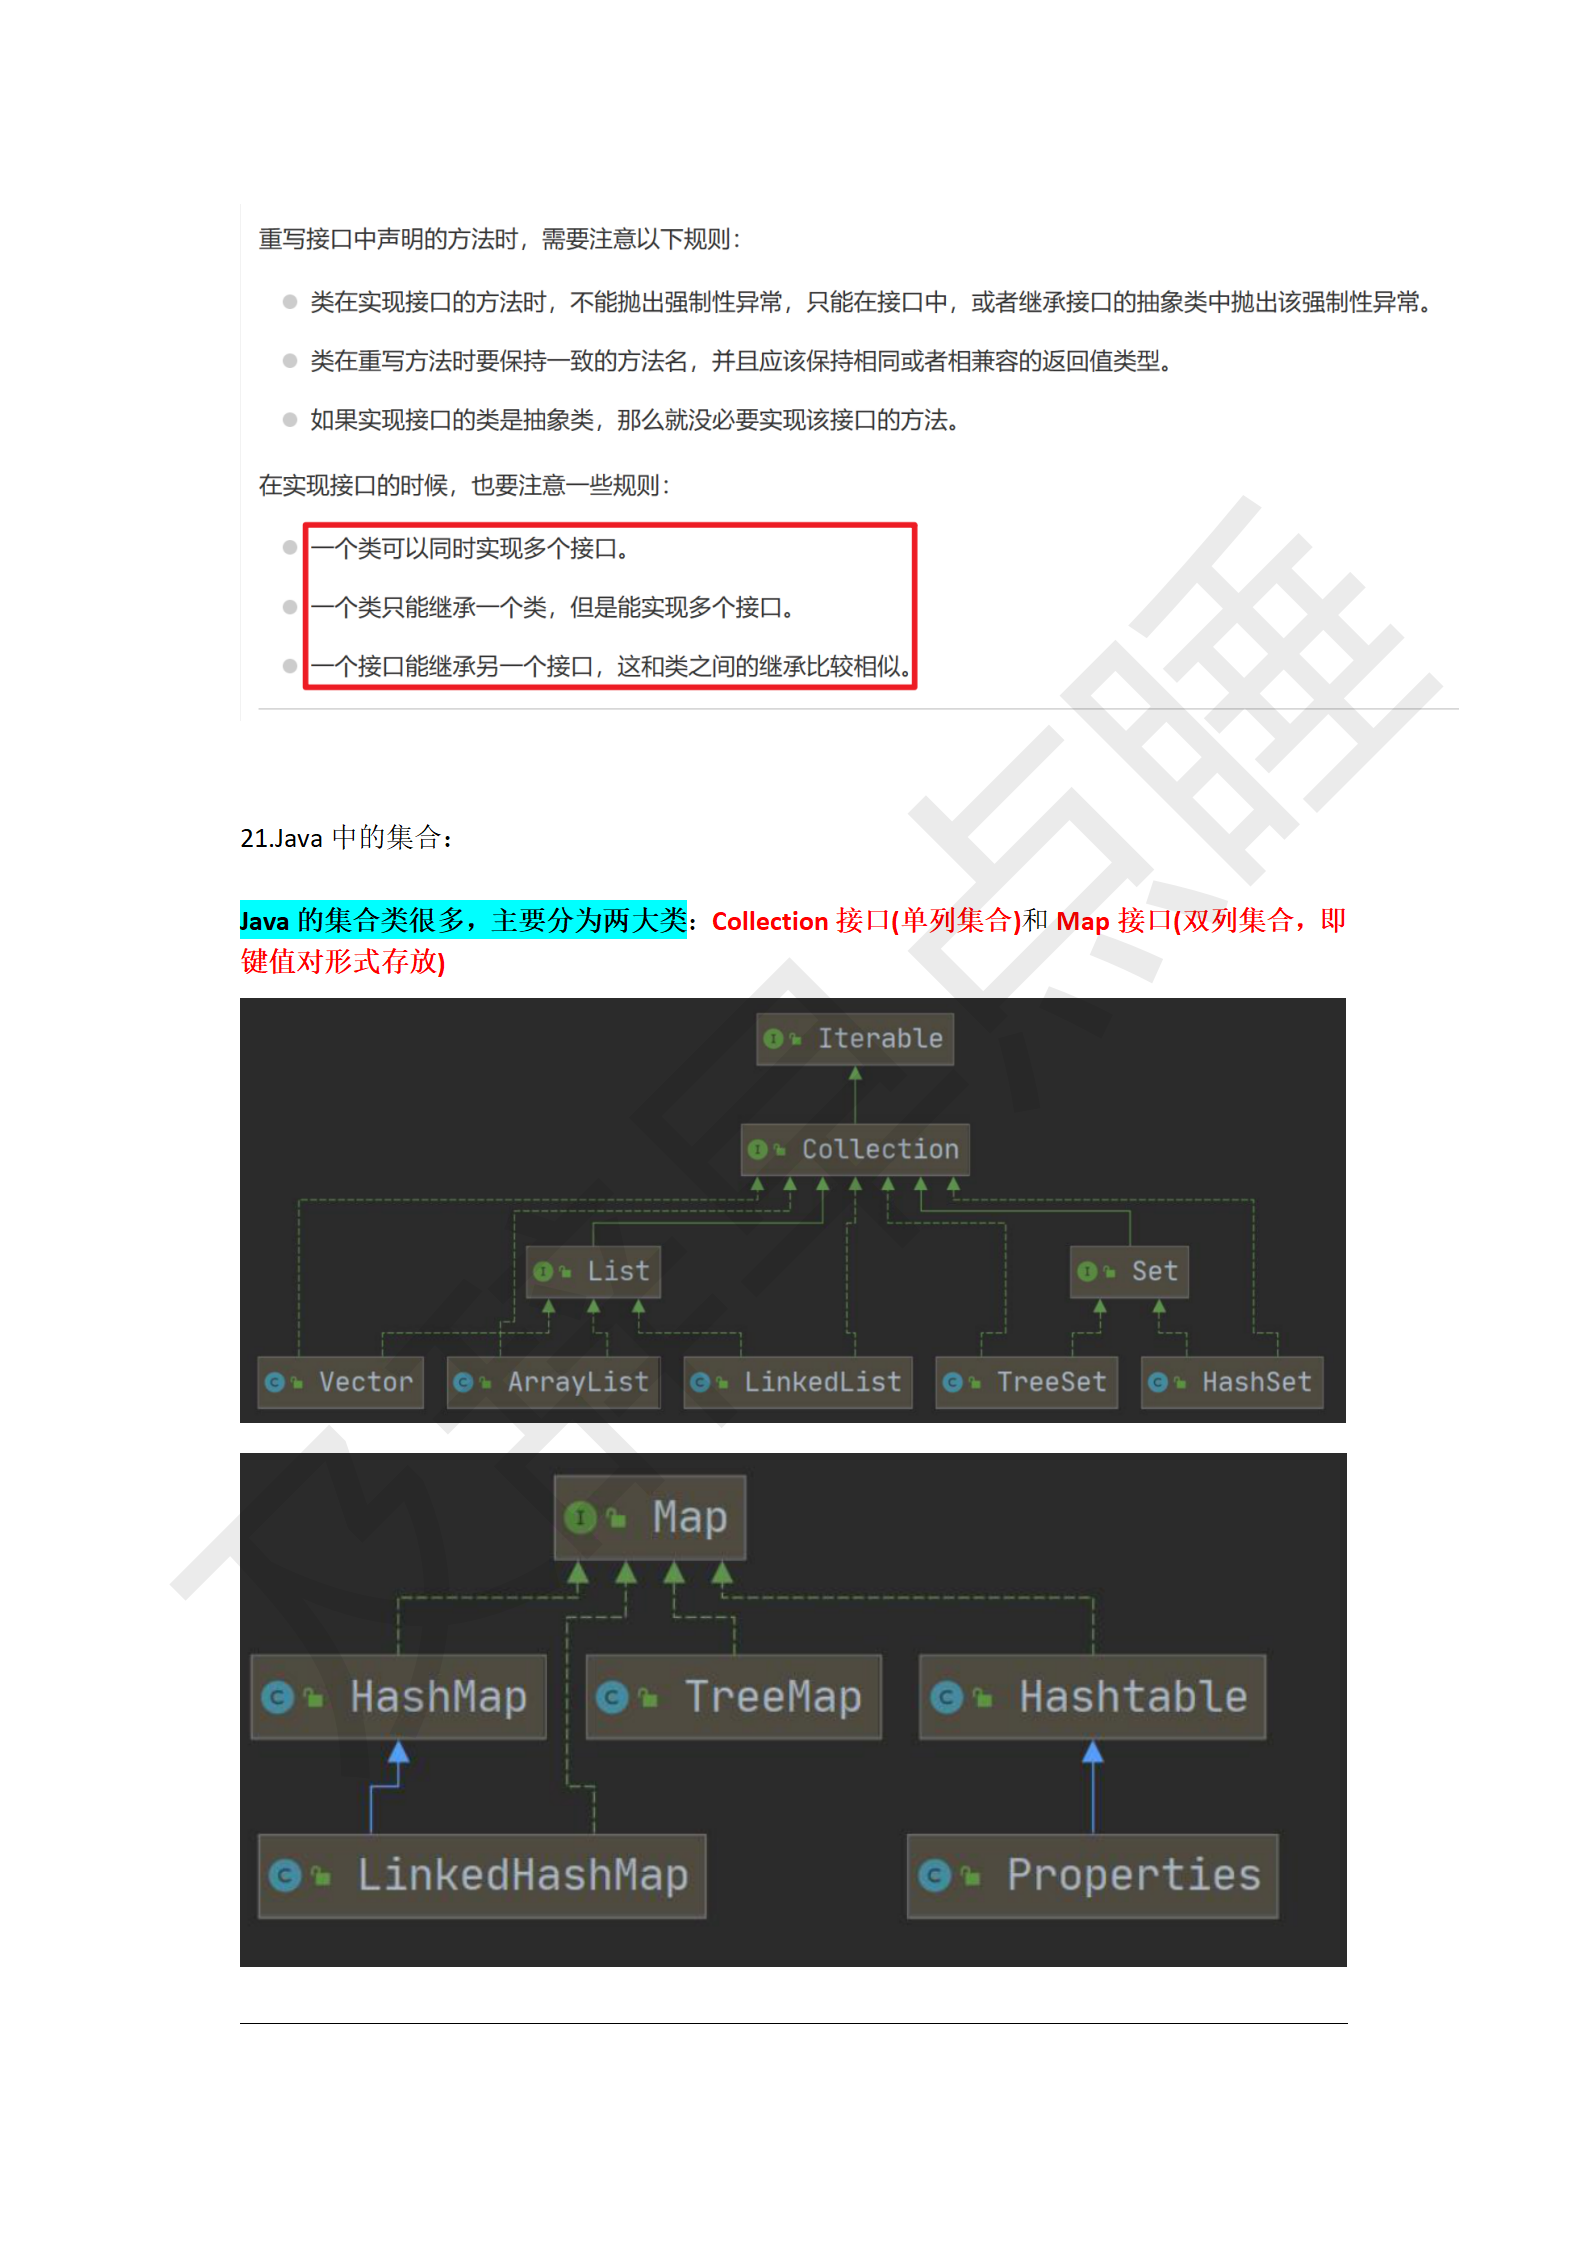 重写接口中声明的方法时，需要注意以下规则：
类在实现接口的方法时，不能抛出强制性异常，只能在接口中，或者继承接口的抽象类中抛出该强制性异常。
类在重写方法时要保持一致的方法名，并且应该保持相同或者相兼容的返回值类型。
如果实现接口的类是抽象类，那么就没必要实现该接口的方法。
在实现接口的时候，也要注意一些规则：
一个类可以同时实现多个接口。
一个类只能继承一个类，但是能实现多个接口。
一个接口能继承另一个接口，这和类之间的继承比较相似。
21.Java 中的集合：
Java 的集合类很多，主要分为两大类：Collection 接口(单列集合)和 Map 接口(双列集合，即
键值对形式存放)
Iterable
Collection
List
Set
Vector
ArrayList
LinkedList
TreeSet
HashSet
Map
HashMap
TreeMap
Hashtable
LinkedHashMap
Properties